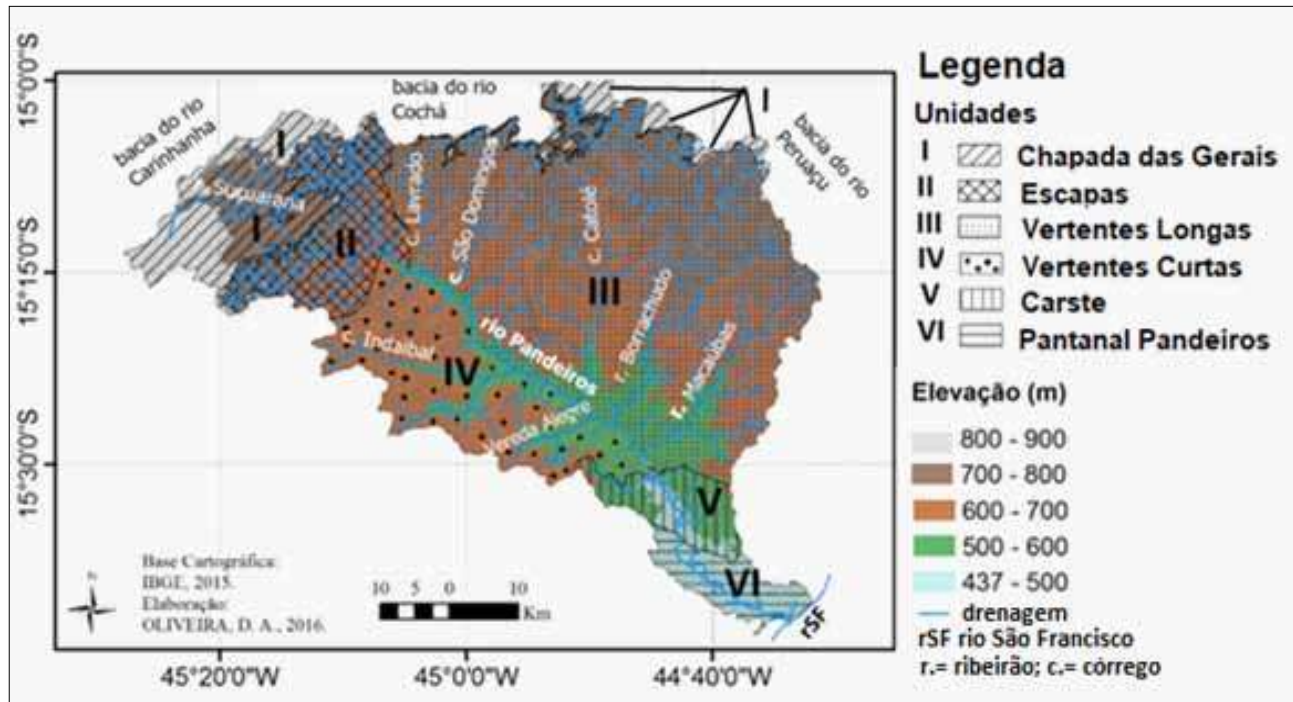 15°0'0"S
15°15'0"S
15°30'0"S
45°20'0"W
45°0'0"W
44°40'0"W
bacia do rio
Carinhanha
bacia do rio
Cochá
bacia do rio
Peruaçu
I
I
I
II
III
IV
V
VI
Suçuarana
c. Lavrado
c. São Domingos
c. Catolé
r. Borrachudo
r. Macaúbas
rio Pandeiros
c. Indaibal
Vereda Alegre
rSF
Base Cartográfica:
IBGE, 2015.
Elaboração:
OLIVEIRA, D. A., 2016.
N
10 5 0 10
Km
Legenda
Unidades
I Chapada das Gerais
II Escapas
III Vertentes Longas
IV Vertentes Curtas
V Carste
VI Pantanal Pandeiros
Elevação (m)
800 - 900
700 - 800
600 - 700
500 - 600
437 - 500
drenagem
rSF rio São Francisco
r.= ribeirão; c.= córrego